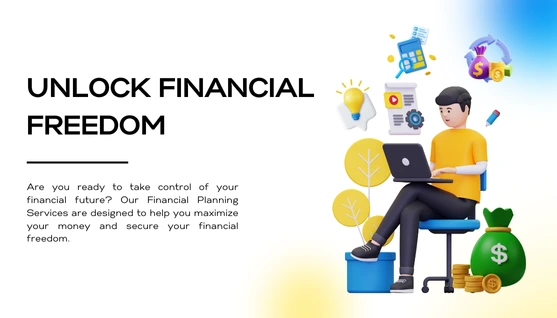 UNLOCK FINANCIAL
FREEDOM
Are you ready to take control of your
financial future? Our Financial Planning
Services are designed to help you maximize
your money and secure your financial
freedom.
$
$